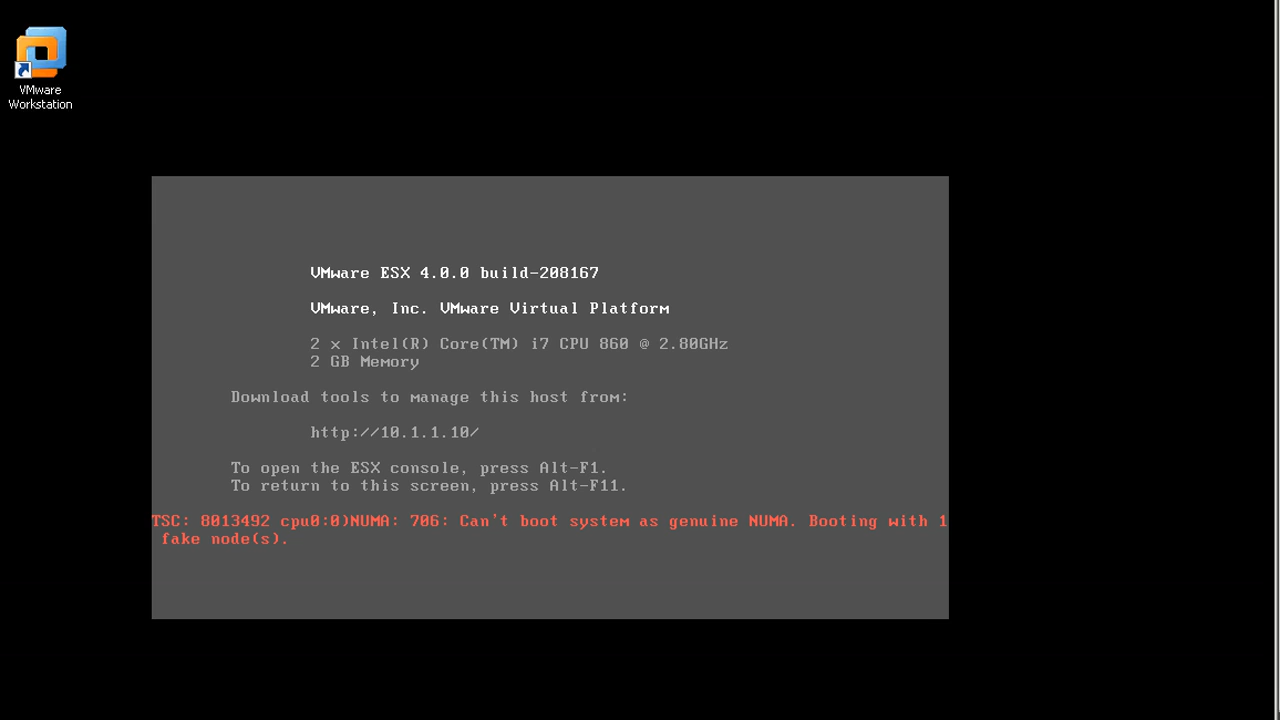 VMware
Workstation
VMware ESX 4.0.0 build-208167
VMware, Inc. VMware Virtual Platform
2 x Intel(R) Core(TM) i7 CPU 860 @ 2.80GHz
2 GB Memory
Download tools to manage this host from:
http://10.1.1.10/
To open the ESX console, press Alt-F1.
To return to this screen, press Alt-F11.
TSC: 8013492 cpu0:0)NUMA: 706: Can't boot system as genuine NUMA. Booting with 1
fake node(s).